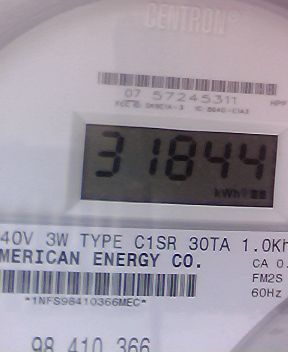 CENTRON®
07 57245311
31844
kWh
40V 3W TYPE C1SR 30TA 1.0Kh
MERICAN ENERGY CO.
CA 0.
FM2S
60Hz
*1NFS98410366MEC*
98 410 366